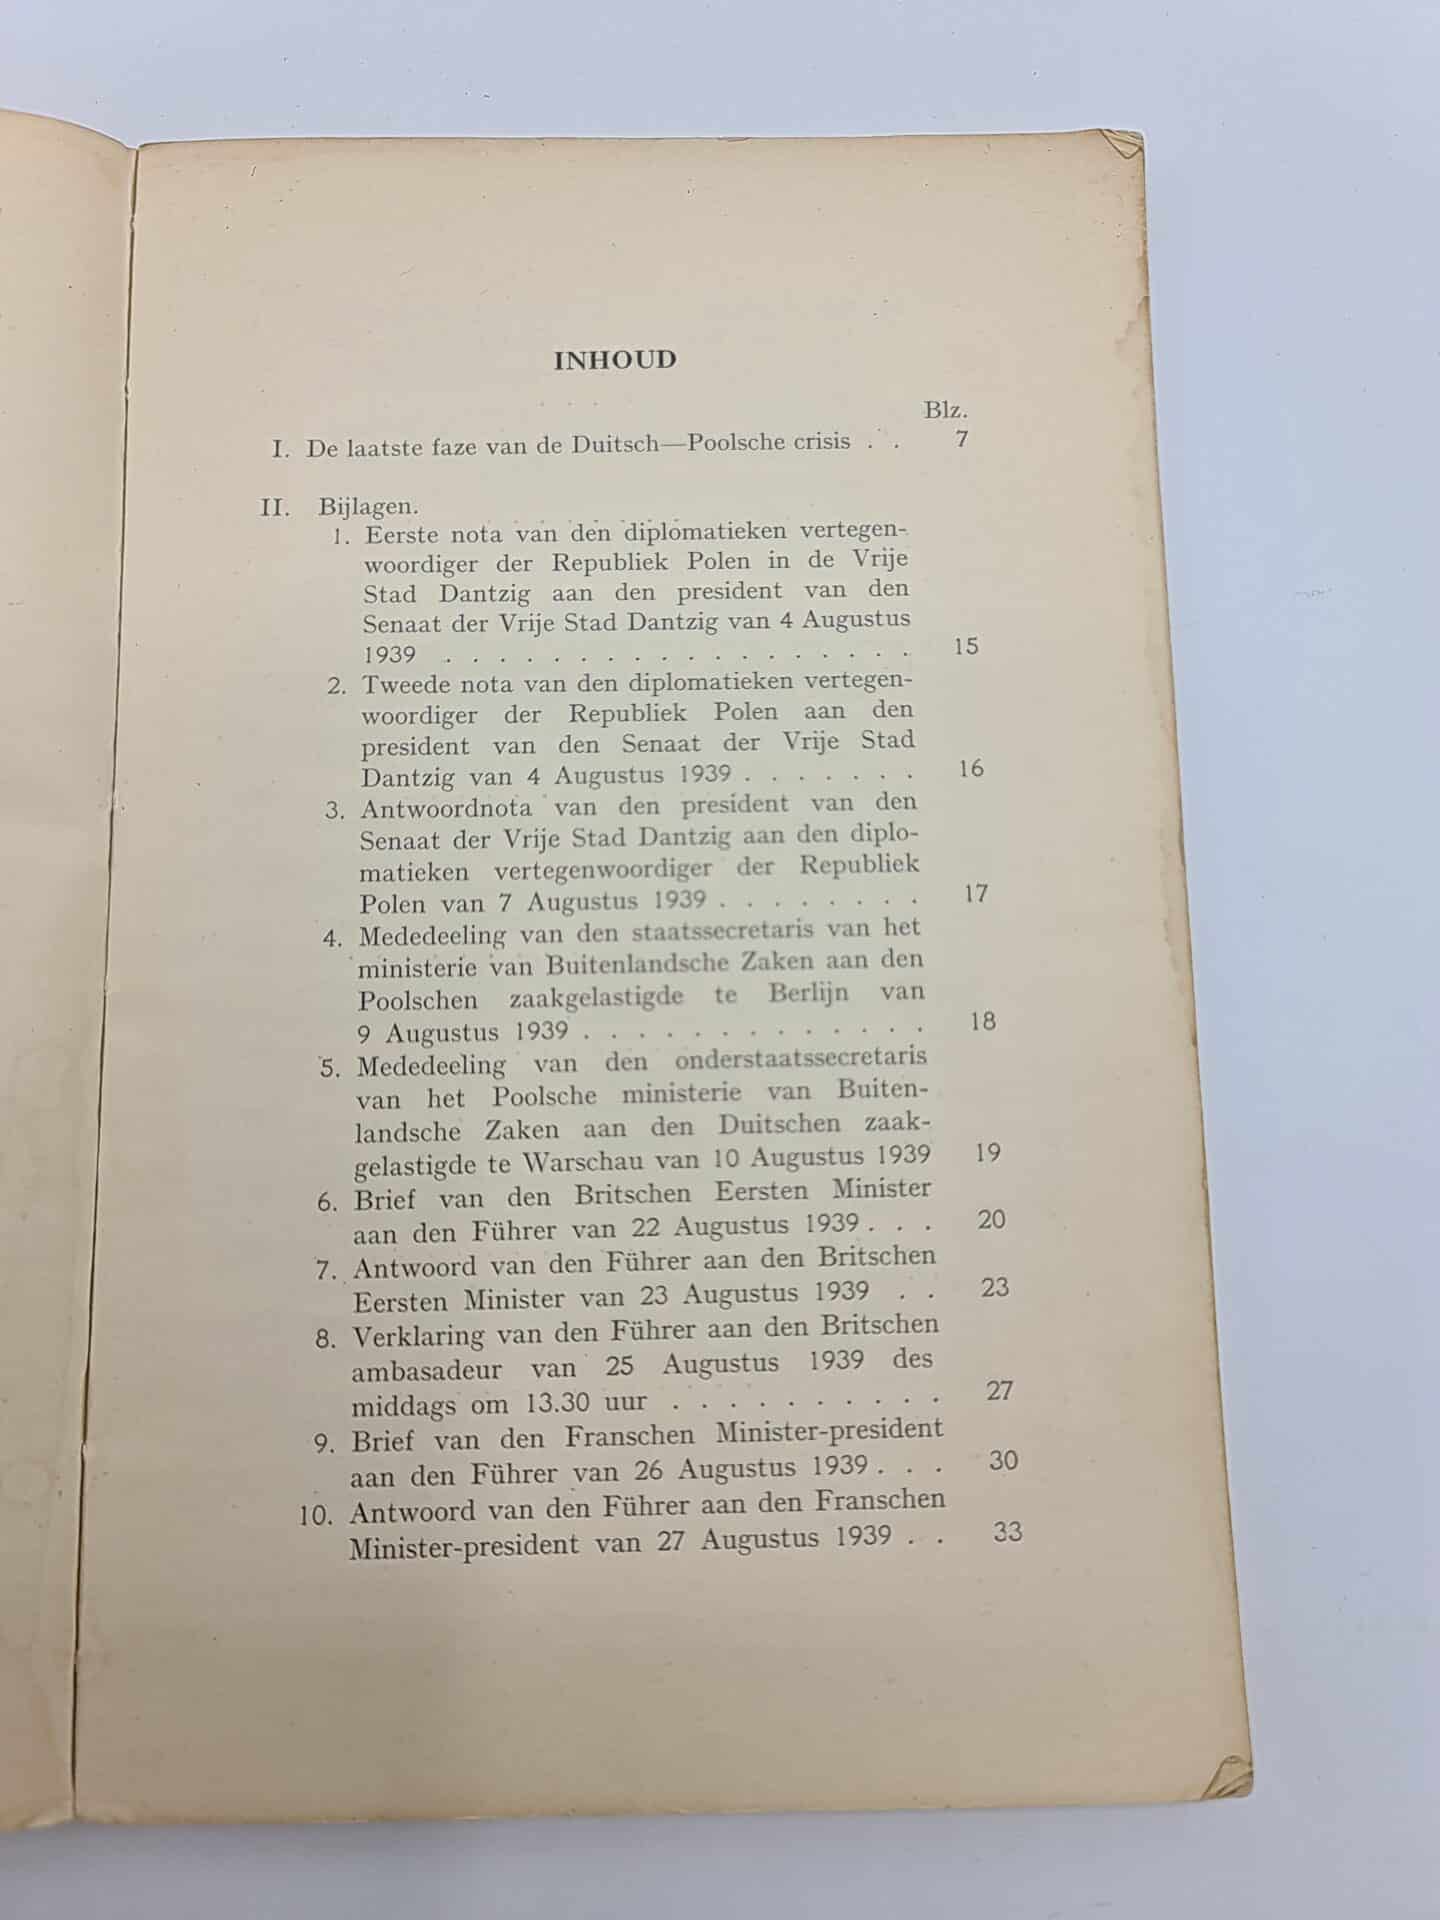 INHOUD
Blz.
I. De laatste faze van de Duitsch—Poolsche crisis . . 7
II. Bijlagen.
1. Eerste nota van den diplomatieken vertegen-
woordiger der Republiek Polen in de Vrije
Stad Dantzig aan den president van den
Senaat der Vrije Stad Dantzig van 4 Augustus
1939 . . . . . . . . . . . . . . . . . . 15
2. Tweede nota van den diplomatieken vertegen-
woordiger der Republiek Polen aan den
president van den Senaat der Vrije Stad
Dantzig van 4 Augustus 1939 . . . . . . . 16
3. Antwoordnota van den president van den
Senaat der Vrije Stad Dantzig aan den diplo-
matieken vertegenwoordiger der Republiek
Polen van 7 Augustus 1939 . . . . . . . . 17
4. Mededeeling van den staatssecretaris van het
ministerie van Buitenlandsche Zaken aan den
Poolschen zaakgelastigde te Berlijn van
9 Augustus 1939 . . . . . . . . . . . . . 18
5. Mededeeling van den onderstaatssecretaris
van het Poolsche ministerie van Buiten-
landsche Zaken aan den Duitschen zaak-
gelastigde te Warschau van 10 Augustus 1939 19
6. Brief van den Britschen Eersten Minister
aan den Führer van 22 Augustus 1939 . . . 20
7. Antwoord van den Führer aan den Britschen
Eersten Minister van 23 Augustus 1939 . . 23
8. Verklaring van den Führer aan den Britschen
ambasadeur van 25 Augustus 1939 des
middags om 13.30 uur . . . . . . . . . . 27
9. Brief van den Franschen Minister-president
aan den Führer van 26 Augustus 1939 . . . 30
10. Antwoord van den Führer aan den Franschen
Minister-president van 27 Augustus 1939 . . 33